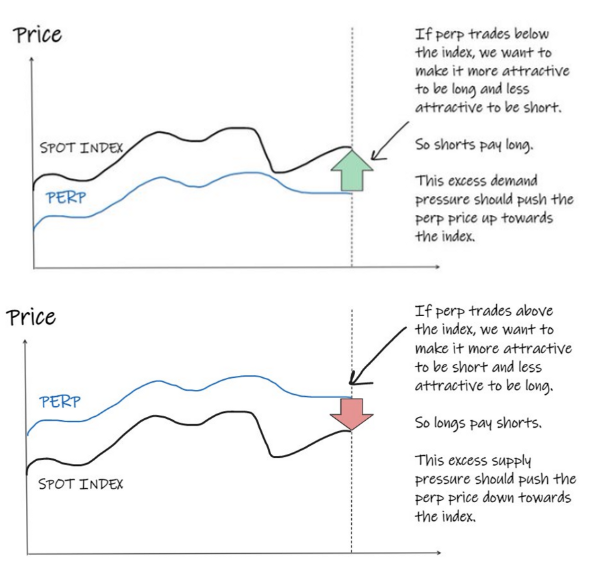 Price
If perp trades below
the index, we want to
make it more attractive
to be long and less
attractive to be short.
SPOT INDEX
So shorts pay long.
PERP
This excess demand
pressure should push the
perp price up towards
the index.
Price
If perp trades above
the index, we want to
make it more attractive
to be short and less
attractive to be long.
PERP
So longs pay shorts.
This excess supply
pressure should push the
perp price down towards
the index.
SPOT INDEX